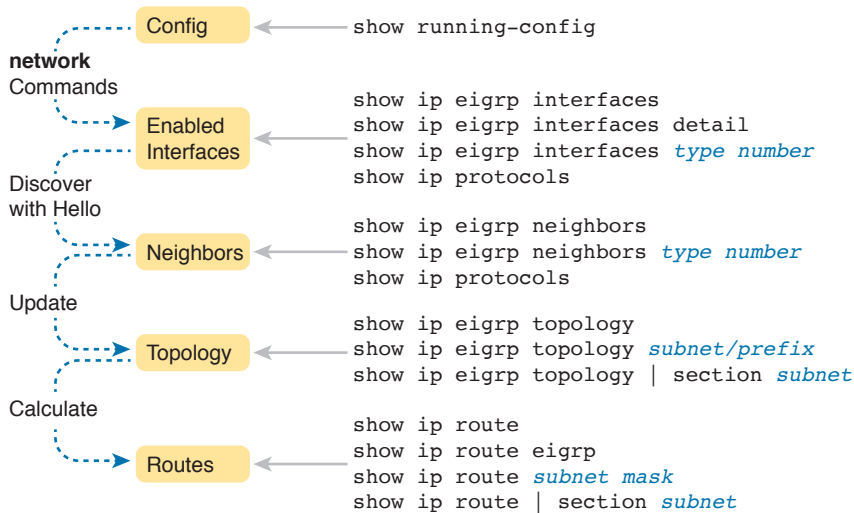 Config
show running-config
network
Commands
show ip eigrp interfaces
Enabled
Interfaces
show ip eigrp interfaces detail
show ip eigrp interfaces type number
show ip protocols
Discover
with Hello
show ip eigrp neighbors
Neighbors
show ip eigrp neighbors type number
show ip protocols
Update
show ip eigrp topology
Topology
show ip eigrp topology subnet/prefix
show ip eigrp topology | section subnet
Calculate
show ip route
show ip route eigrp
Routes
show ip route subnet mask
show ip route | section subnet